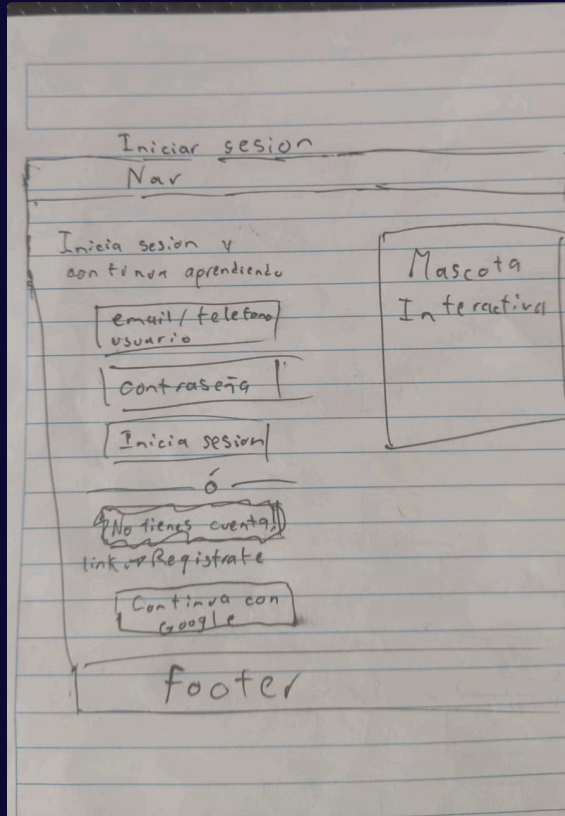 Iniciar sesion
Nav
Inicia sesion y
continua aprendiendo
Mascota
Interactiva
email/telefono
usuario
contraseña
Inicia sesion
ó
¿No tienes cuenta?
link → Registrate
Continua con
Google
footer